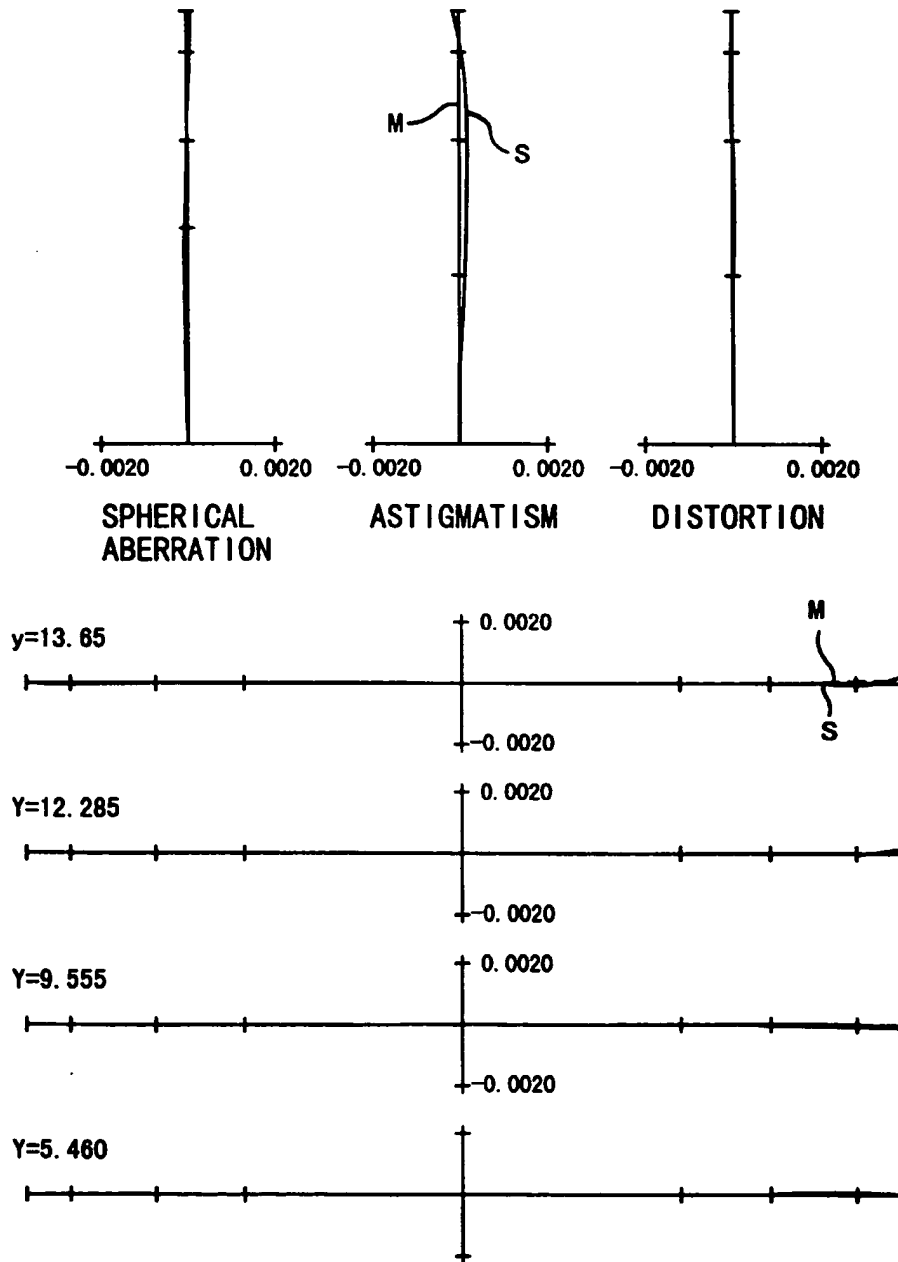 M
S
-0.0020 0.0020 -0.0020 0.0020 -0.0020 0.0020
SPHERICAL ABERRATION
ASTIGMATISM
DISTORTION
y=13.65
0.0020
-0.0020
M
S
Y=12.285
0.0020
-0.0020
Y=9.555
0.0020
-0.0020
Y=5.460